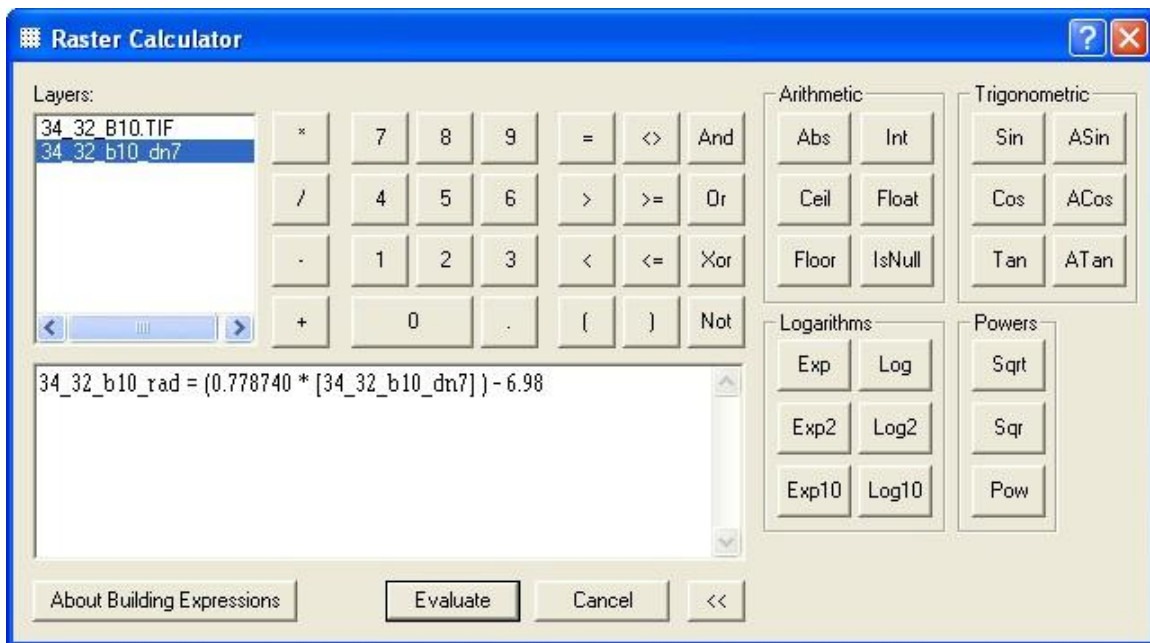 Raster Calculator
Layers:
34_32_B10.TIF
34_32_b10_dn7
* 7 8 9 = <> And
/ 4 5 6 > >= Or
- 1 2 3 < <= Xor
+ 0 . ( ) Not
Arithmetic
Abs Int
Ceil Float
Floor IsNull
Trigonometric
Sin ASin
Cos ACos
Tan ATan
Logarithms
Exp Log
Exp2 Log2
Exp10 Log10
Powers
Sqrt
Sqr
Pow
34_32_b10_rad = (0.778740 * [34_32_b10_dn7] ) - 6.98
About Building Expressions Evaluate Cancel <<